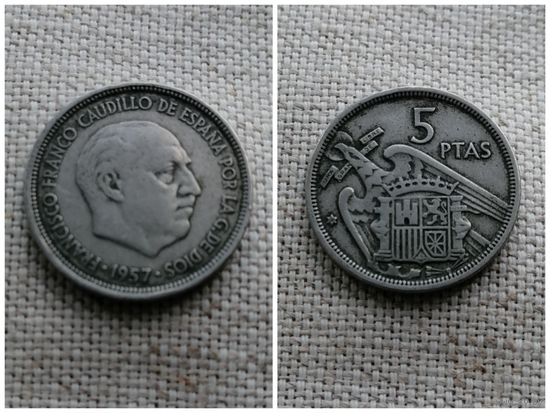 FRANCISCO FRANCO CAUDILLO DE ESPAÑA POR LA G. DE DIOS
· 1957 ·
5
PTAS